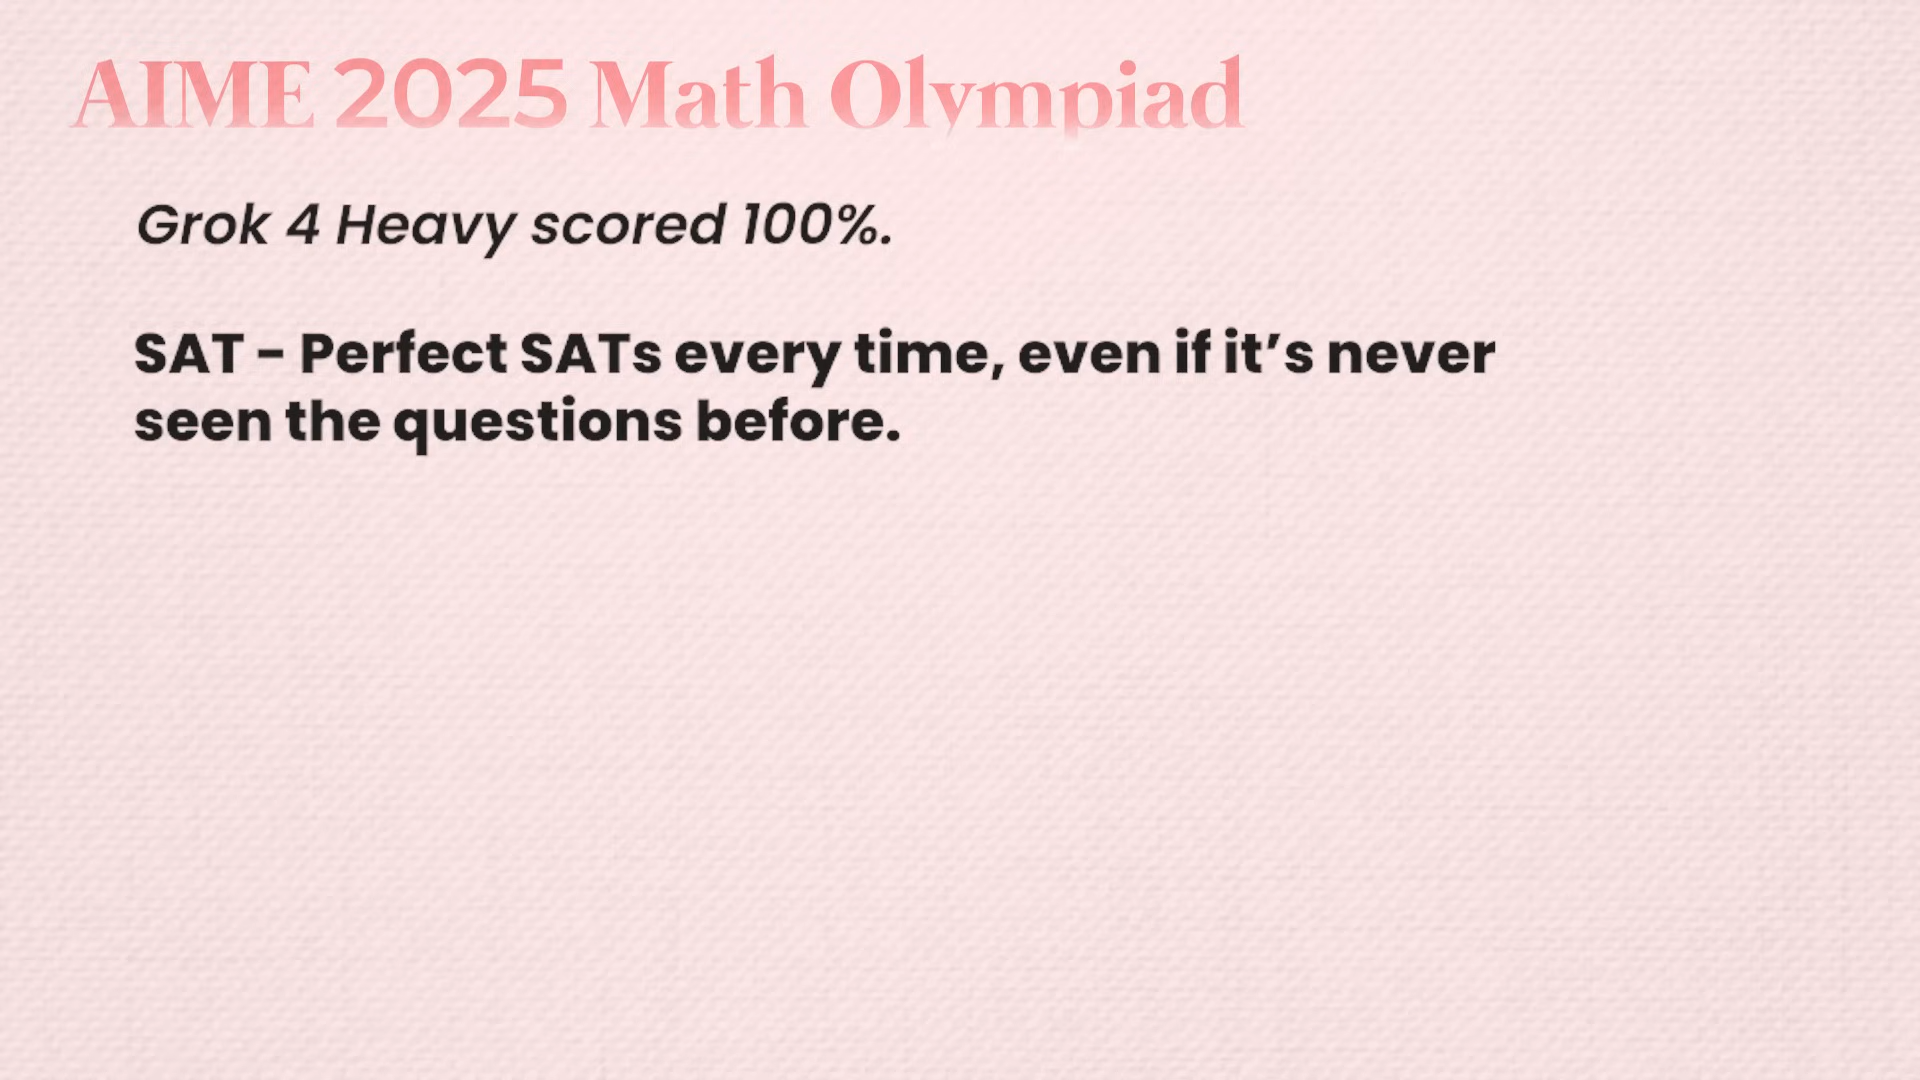 AIME 2025 Math Olympiad
Grok 4 Heavy scored 100%.
SAT - Perfect SATs every time, even if it’s never
seen the questions before.